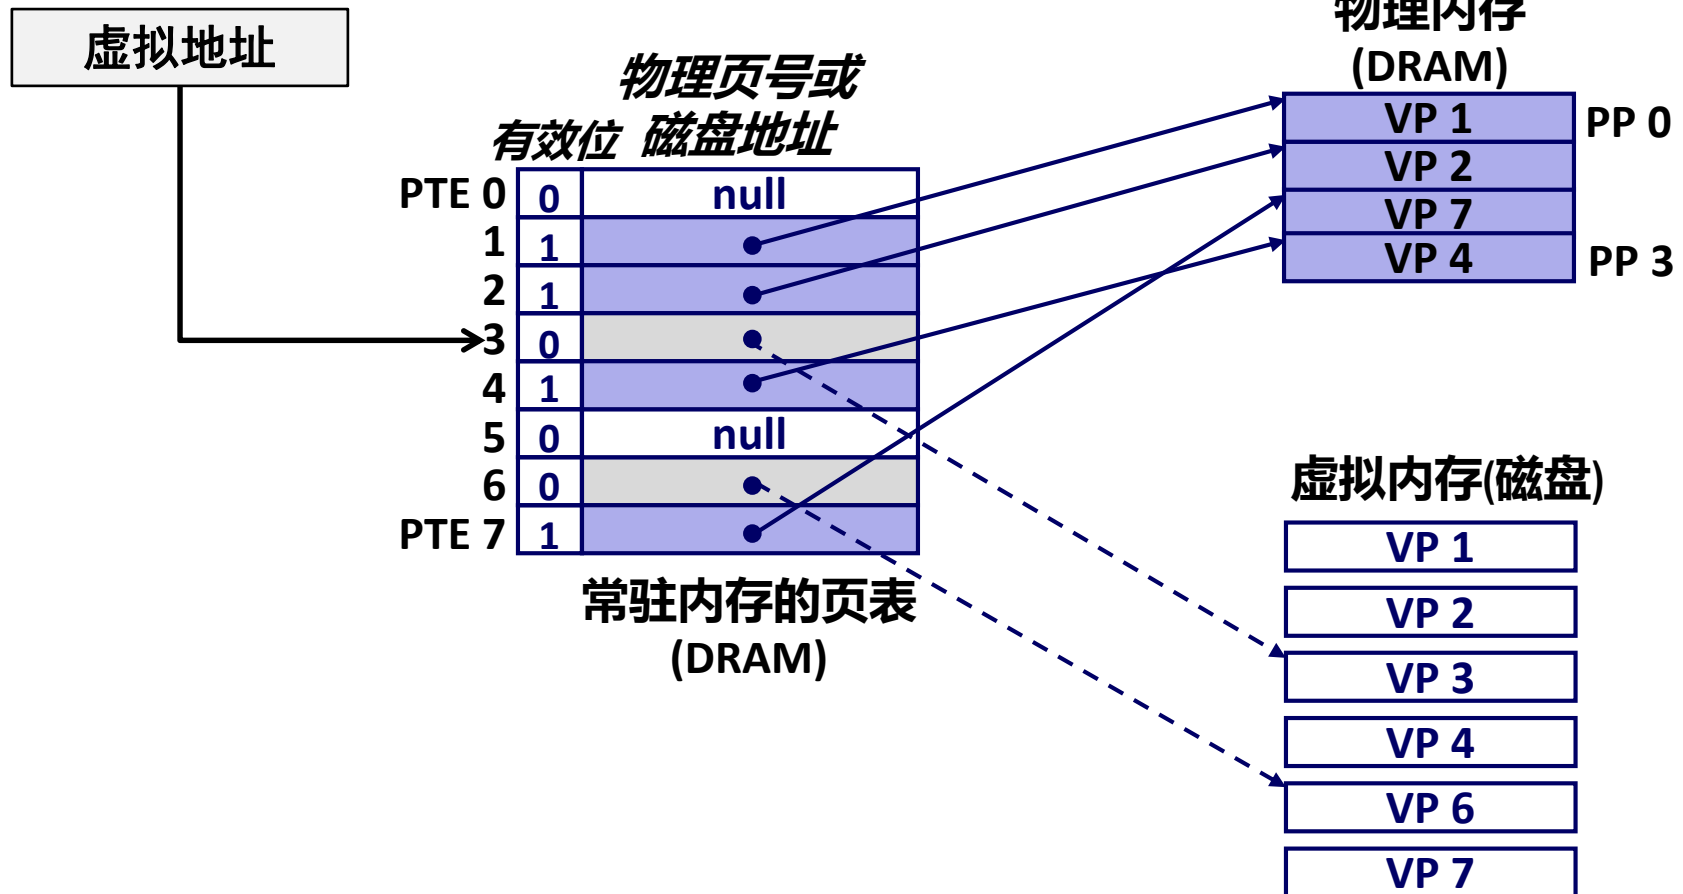 虚拟地址
物理页号或
磁盘地址
有效位
PTE 0 0 null
1 1
2 1
3 0
4 1
5 0 null
6 0
PTE 7 1
常驻内存的页表
(DRAM)
物理内存
(DRAM)
VP 1 PP 0
VP 2
VP 7
VP 4 PP 3
虚拟内存(磁盘)
VP 1
VP 2
VP 3
VP 4
VP 6
VP 7